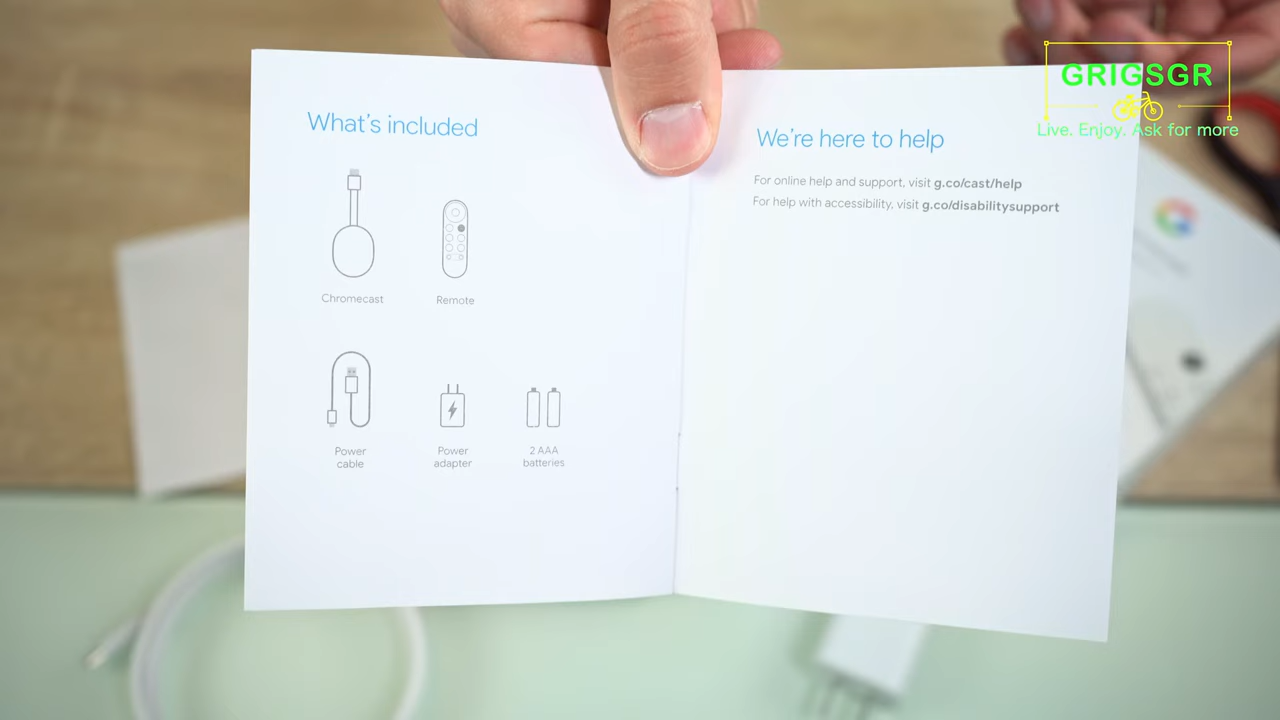 What's included
Chromecast
Remote
Power
cable
Power
adapter
2 AAA
batteries
We're here to help
For online help and support, visit g.co/cast/help
For help with accessibility, visit g.co/disabilitysupport
GRIGSGR
Live. Enjoy. Ask for more